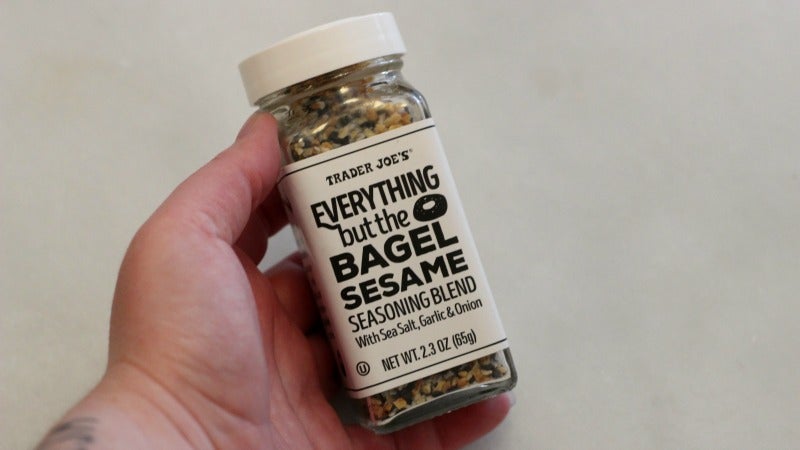 TRADER JOE'S®
EVERYTHING
but the
BAGEL
SESAME
SEASONING BLEND
With Sea Salt, Garlic & Onion
U
NET WT. 2.3 OZ (65g)